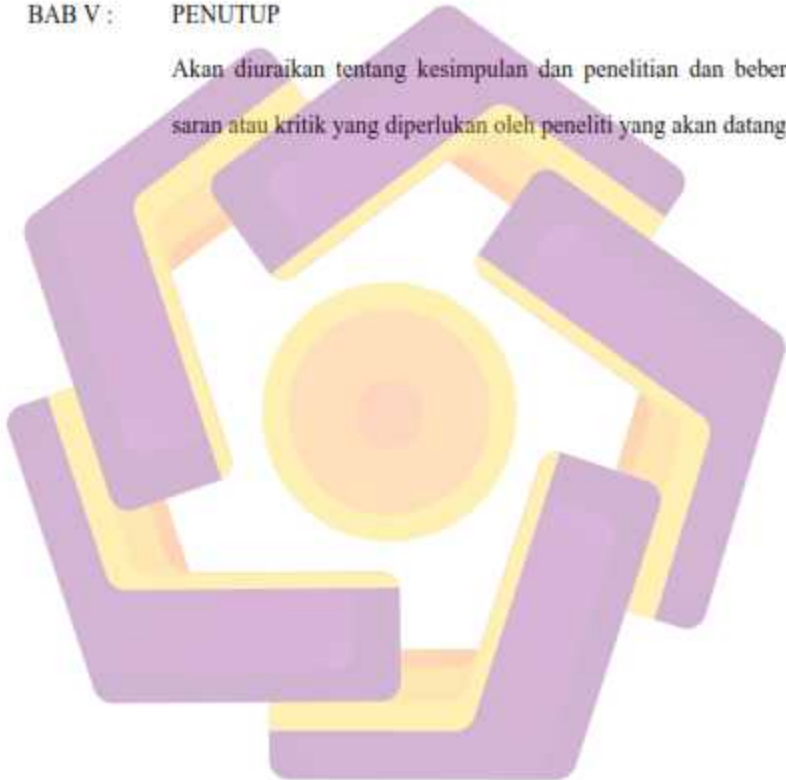 BAB V : PENUTUP
Akan diuraikan tentang kesimpulan dan penelitian dan beber
saran atau kritik yang diperlukan oleh peneliti yang akan datang